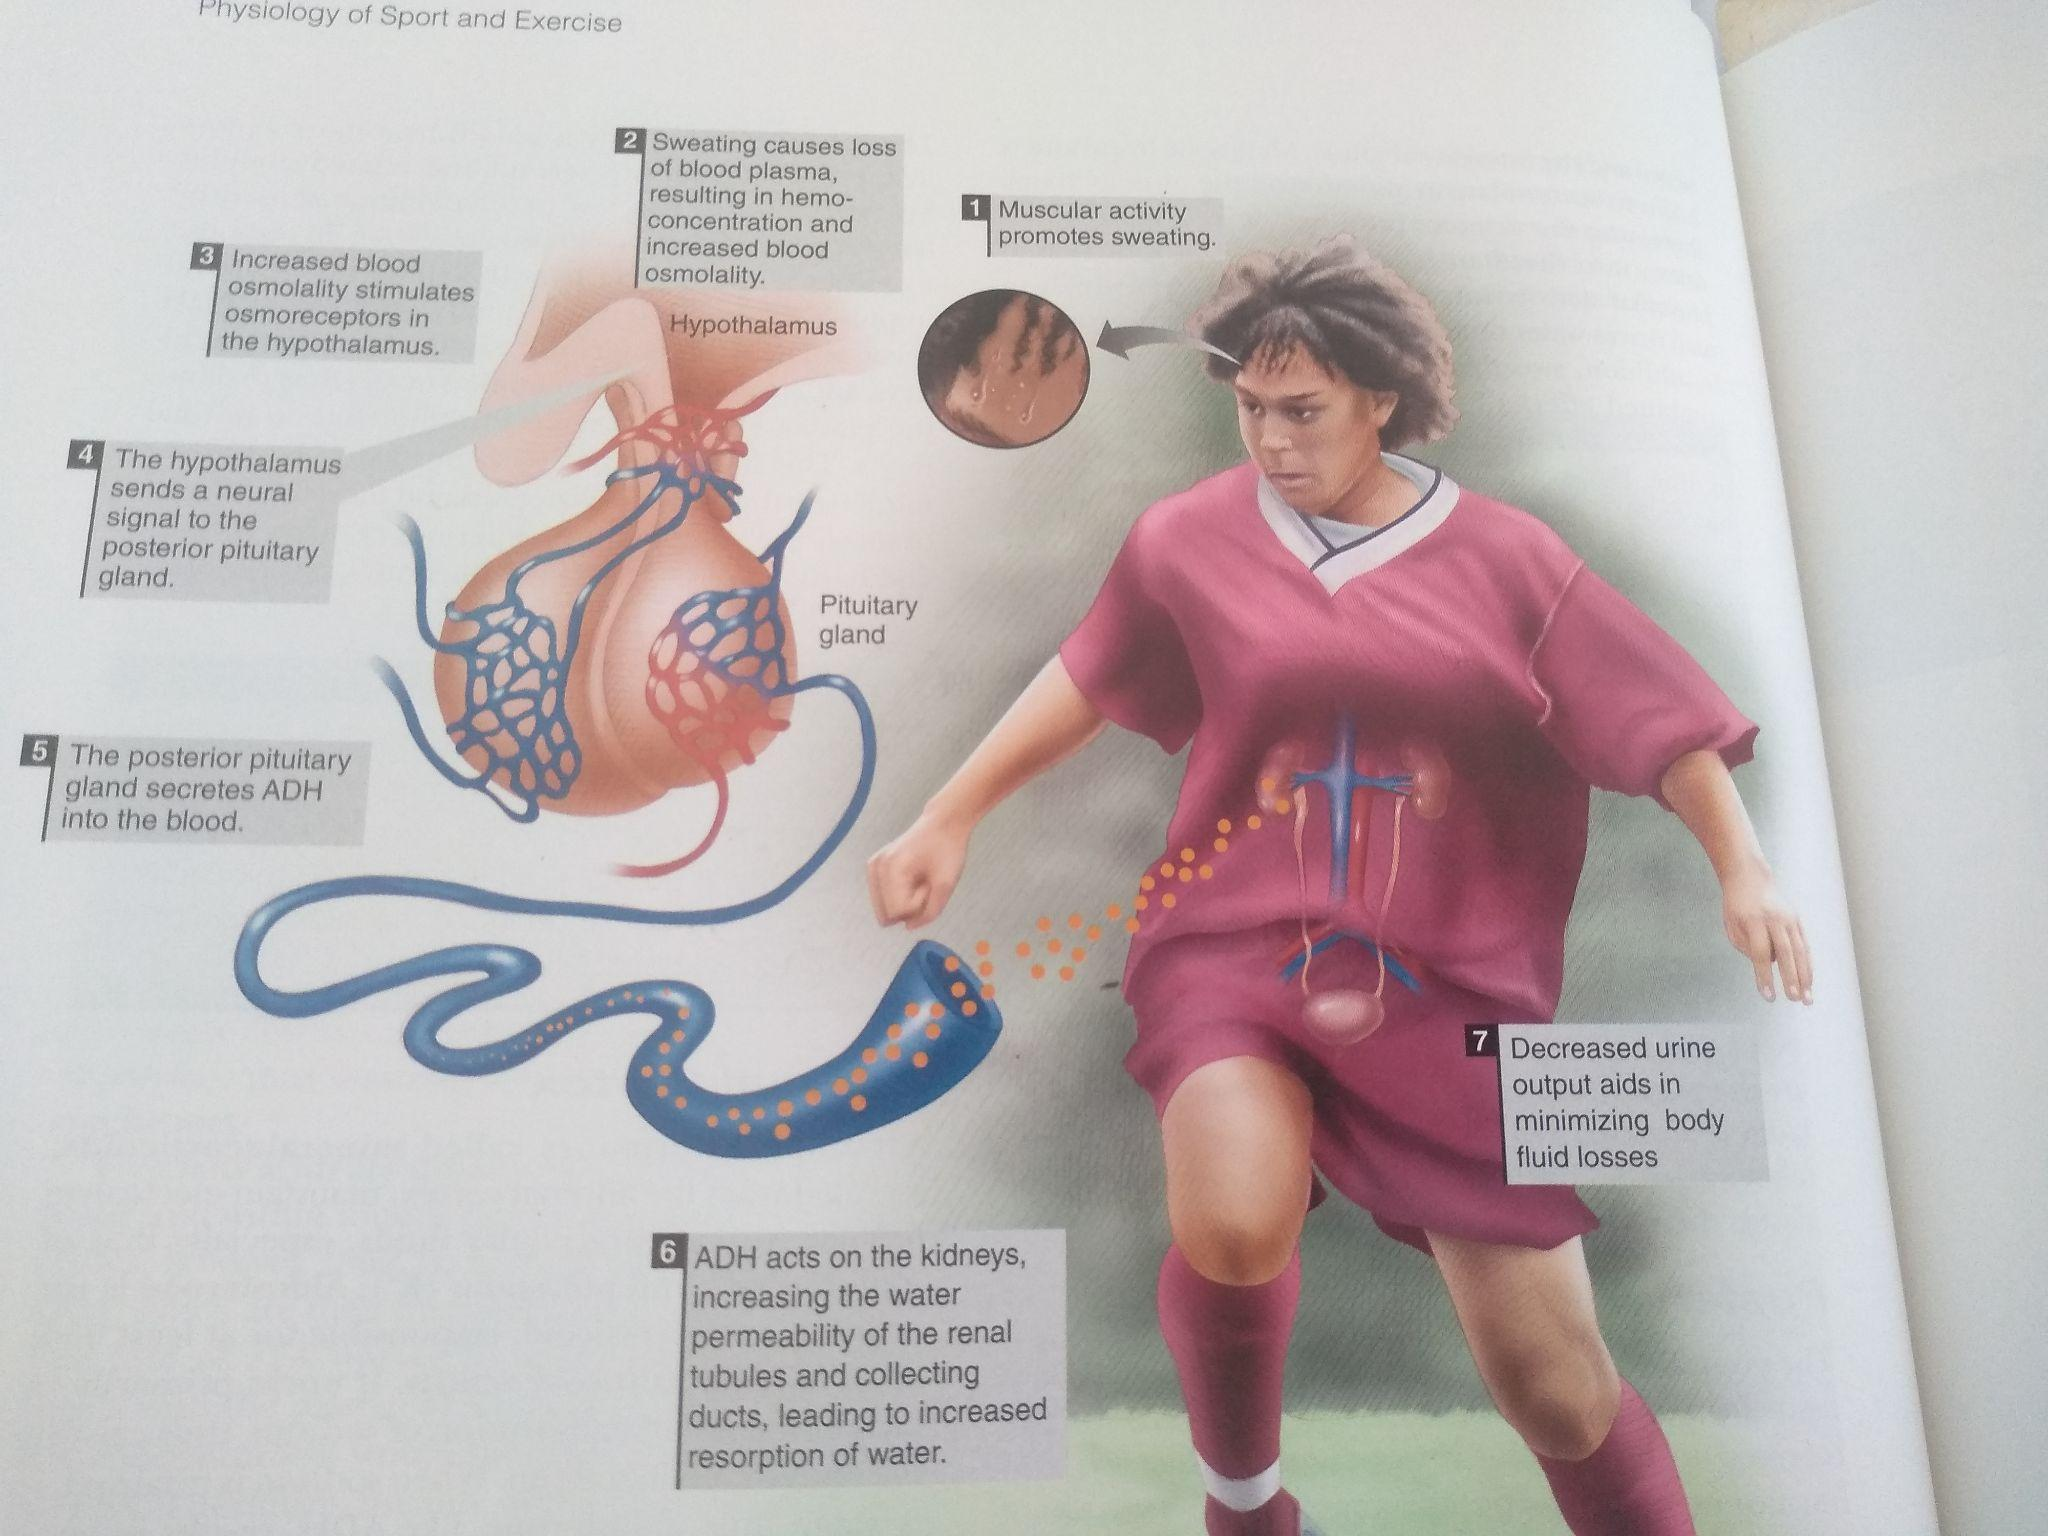 Physiology of Sport and Exercise
1 Muscular activity
promotes sweating.
2 Sweating causes loss
of blood plasma,
resulting in hemo-
concentration and
increased blood
osmolality.
3 Increased blood
osmolality stimulates
osmoreceptors in
the hypothalamus.
Hypothalamus
4 The hypothalamus
sends a neural
signal to the
posterior pituitary
gland.
Pituitary
gland
5 The posterior pituitary
gland secretes ADH
into the blood.
6 ADH acts on the kidneys,
increasing the water
permeability of the renal
tubules and collecting
ducts, leading to increased
resorption of water.
7 Decreased urine
output aids in
minimizing body
fluid losses